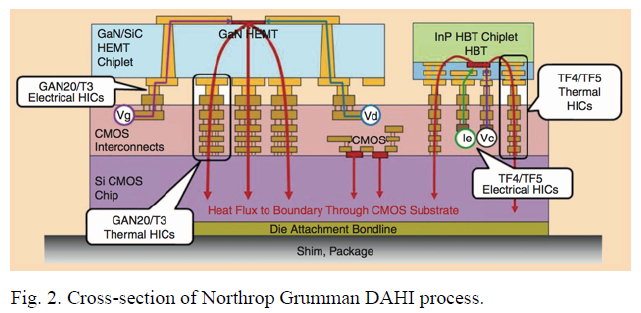 GaN/SiC
HEMT
Chiplet
GaN HEMT
InP HBT Chiplet
HBT
GAN20/T3
Electrical HICs
TF4/TF5
Thermal
HICs
Vg
Vd
Ie
Vc
CMOS
Interconnects
CMOS
TF4/TF5
Electrical HICs
Si CMOS
Chip
GAN20/T3
Thermal HICs
Heat Flux to Boundary Through CMOS Substrate
Die Attachment Bondline
Shim, Package
Fig. 2. Cross-section of Northrop Grumman DAHI process.